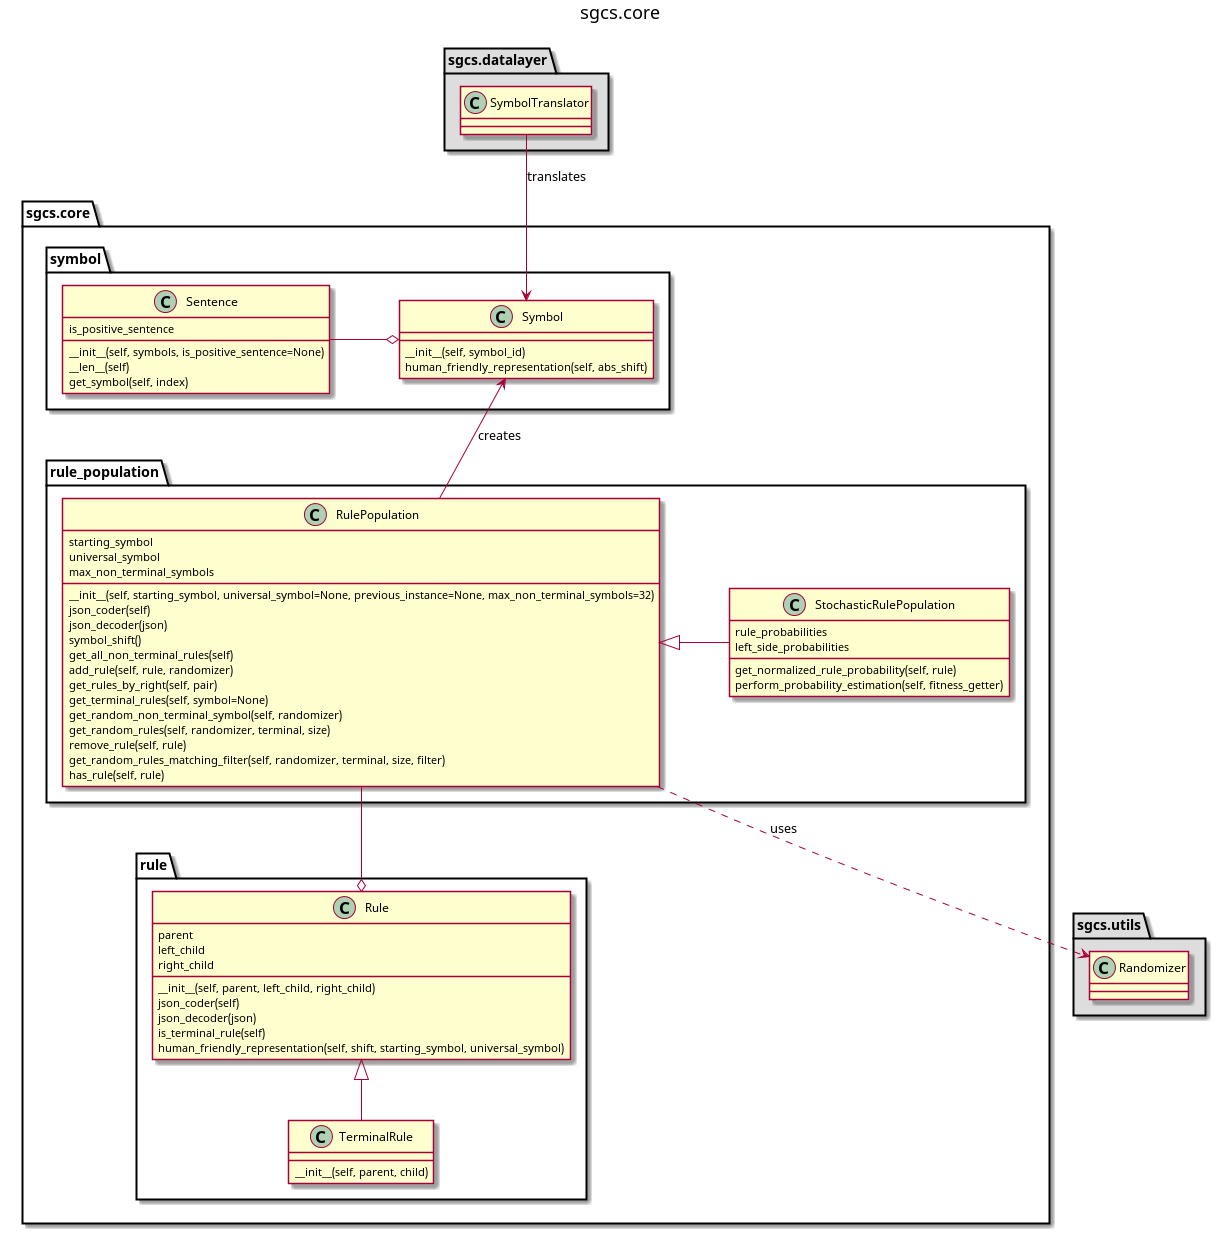 sgcs.core
sgcs.datalayer
C SymbolTranslator
translates
sgcs.core
symbol
C Sentence
is_positive_sentence
__init__(self, symbols, is_positive_sentence=None)
__len__(self)
get_symbol(self, index)
C Symbol
__init__(self, symbol_id)
human_friendly_representation(self, abs_shift)
creates
rule_population
C RulePopulation
starting_symbol
universal_symbol
max_non_terminal_symbols
__init__(self, starting_symbol, universal_symbol=None, previous_instance=None, max_non_terminal_symbols=32)
json_coder(self)
json_decoder(json)
symbol_shift()
get_all_non_terminal_rules(self)
add_rule(self, rule, randomizer)
get_rules_by_right(self, pair)
get_terminal_rules(self, symbol=None)
get_random_non_terminal_symbol(self, randomizer)
get_random_rules(self, randomizer, terminal, size)
remove_rule(self, rule)
get_random_rules_matching_filter(self, randomizer, terminal, size, filter)
has_rule(self, rule)
C StochasticRulePopulation
rule_probabilities
left_side_probabilities
get_normalized_rule_probability(self, rule)
perform_probability_estimation(self, fitness_getter)
uses
rule
C Rule
parent
left_child
right_child
__init__(self, parent, left_child, right_child)
json_coder(self)
json_decoder(json)
is_terminal_rule(self)
human_friendly_representation(self, shift, starting_symbol, universal_symbol)
C TerminalRule
__init__(self, parent, child)
sgcs.utils
C Randomizer